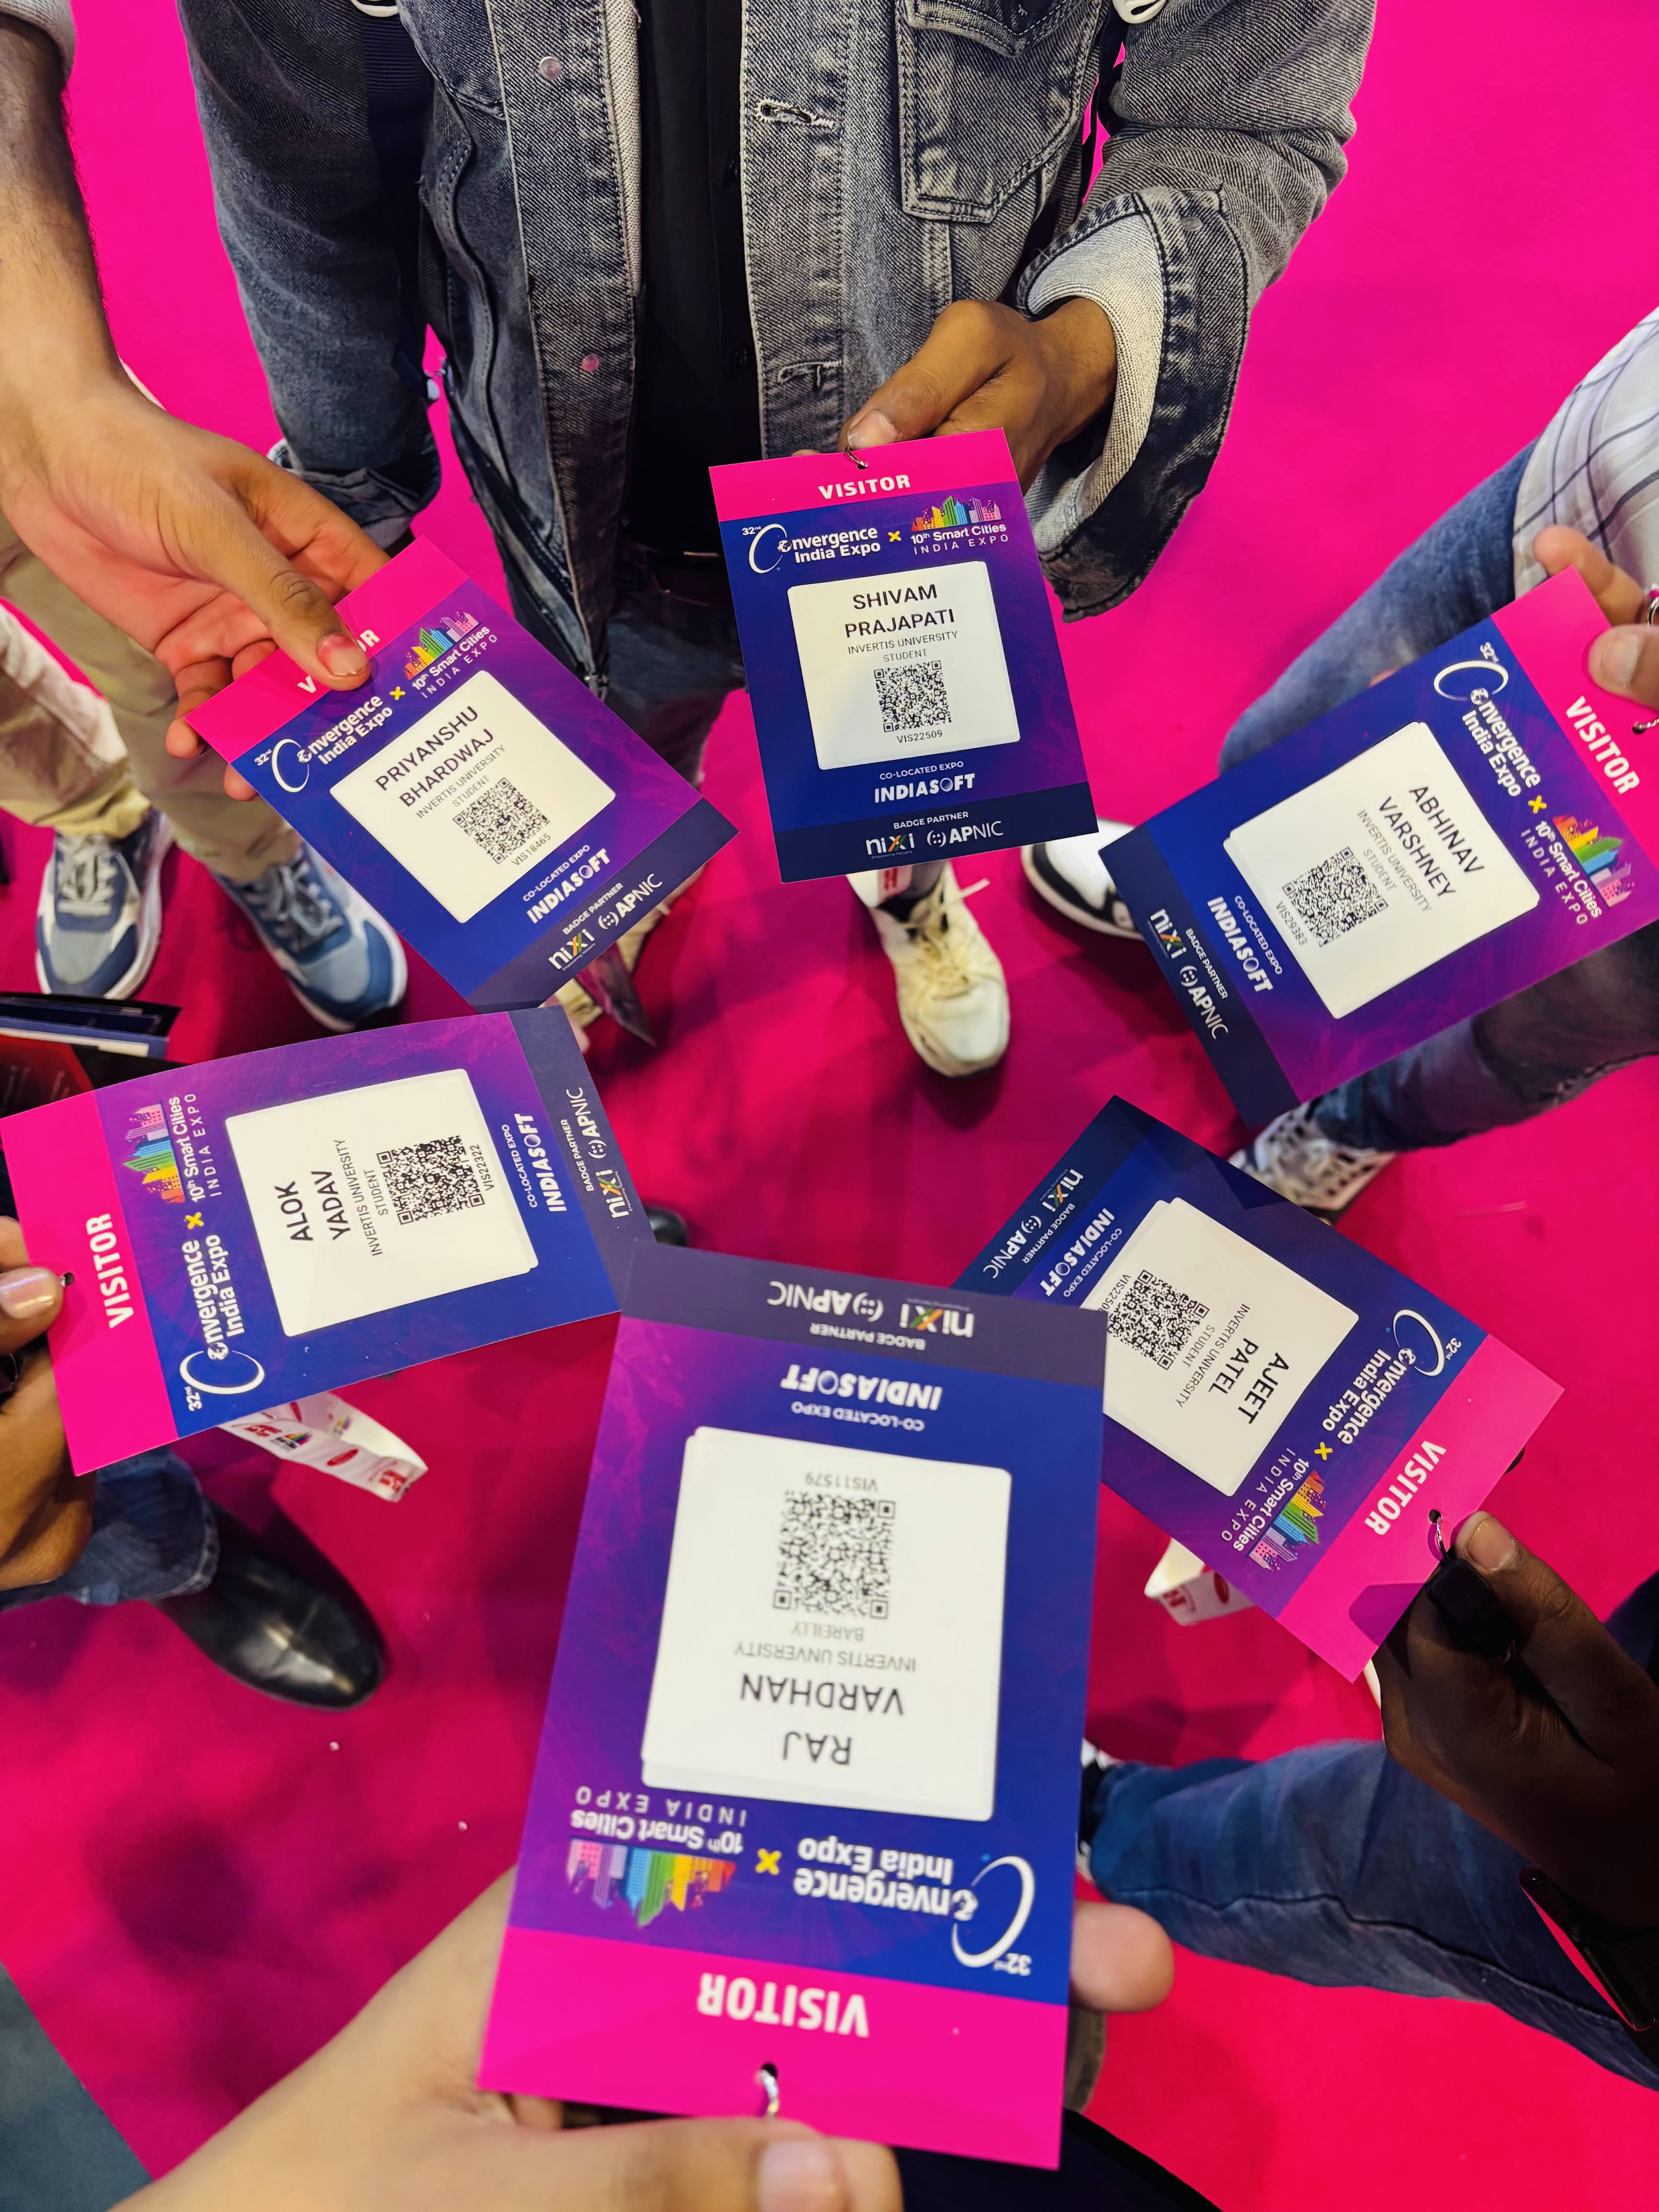 VISITOR
32nd Convergence India Expo × 10th Smart Cities INDIA EXPO
SHIVAM
PRAJAPATI
INVERTIS UNIVERSITY
STUDENT
VIS22509
CO-LOCATED EXPO
INDIASOFT
BADGE PARTNER
nixi APNIC
32nd Convergence India Expo × 10th Smart Cities INDIA EXPO
PRIYANSHU
BHARDWAJ
INVERTIS UNIVERSITY
STUDENT
VIS18465
CO-LOCATED EXPO
INDIASOFT
BADGE PARTNER
nixi APNIC
VISITOR
32nd Convergence India Expo × 10th Smart Cities INDIA EXPO
ABHINAV
VARSHNEY
INVERTIS UNIVERSITY
STUDENT
VIS29383
CO-LOCATED EXPO
INDIASOFT
BADGE PARTNER
nixi APNIC
VISITOR
32nd Convergence India Expo × 10th Smart Cities INDIA EXPO
ALOK
YADAV
INVERTIS UNIVERSITY
STUDENT
VIS22322
CO-LOCATED EXPO
INDIASOFT
BADGE PARTNER
nixi APNIC
VISITOR
32nd Convergence India Expo × 10th Smart Cities INDIA EXPO
AJEET
PATEL
INVERTIS UNIVERSITY
STUDENT
CO-LOCATED EXPO
INDIASOFT
BADGE PARTNER
nixi APNIC
VISITOR
32nd Convergence India Expo × 10th Smart Cities INDIA EXPO
RAJ
VARDHAN
INVERTIS UNVERSITY
BAREILLY
VIS11579
CO-LOCATED EXPO
INDIASOFT
BADGE PARTNER
nixi APNIC